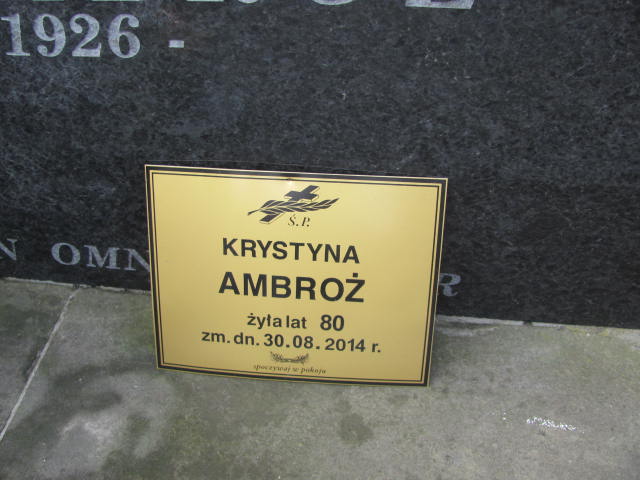 1926 -
Ś.P.
KRYSTYNA
AMBROŻ
żyła lat 80
zm. dn. 30.08.2014 r.
spoczywaj w pokoju
N OMN
R